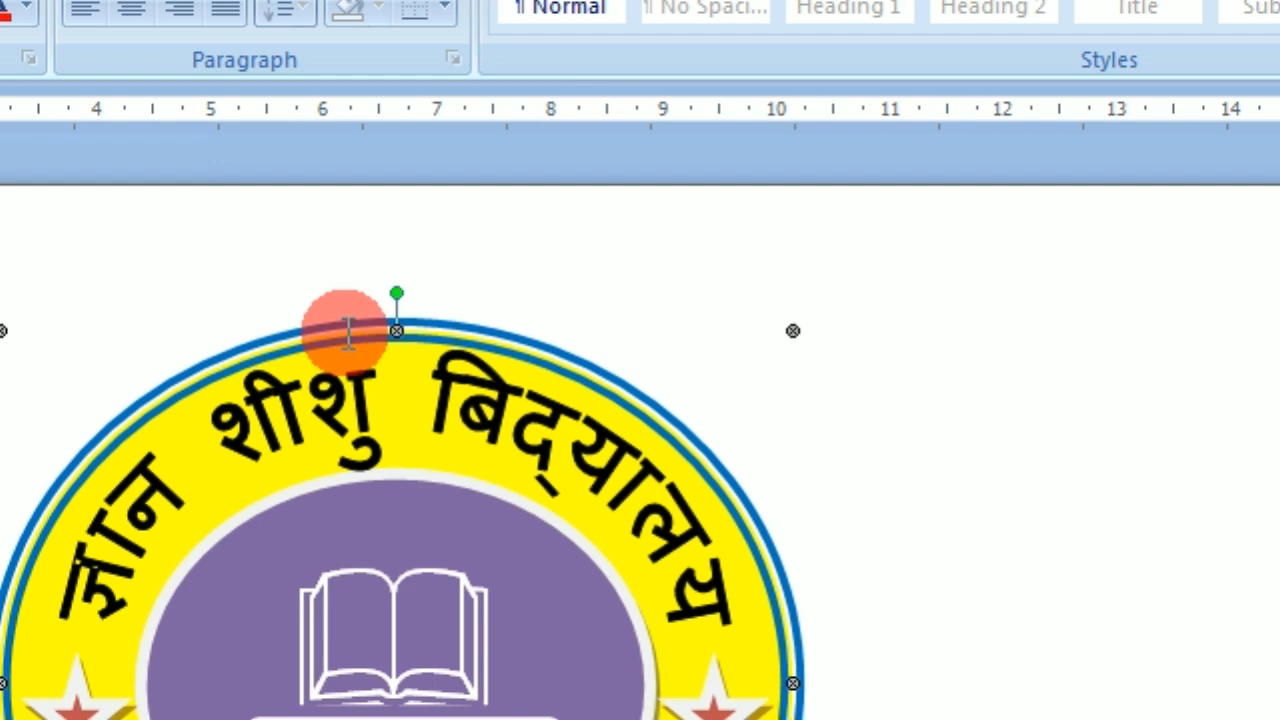 ¶ Normal ¶ No Spaci... Heading 1 Heading 2 Title Sub
Paragraph Styles
4 5 6 7 8 9 10 11 12 13 14
ज्ञान शीशु बिद्यालय